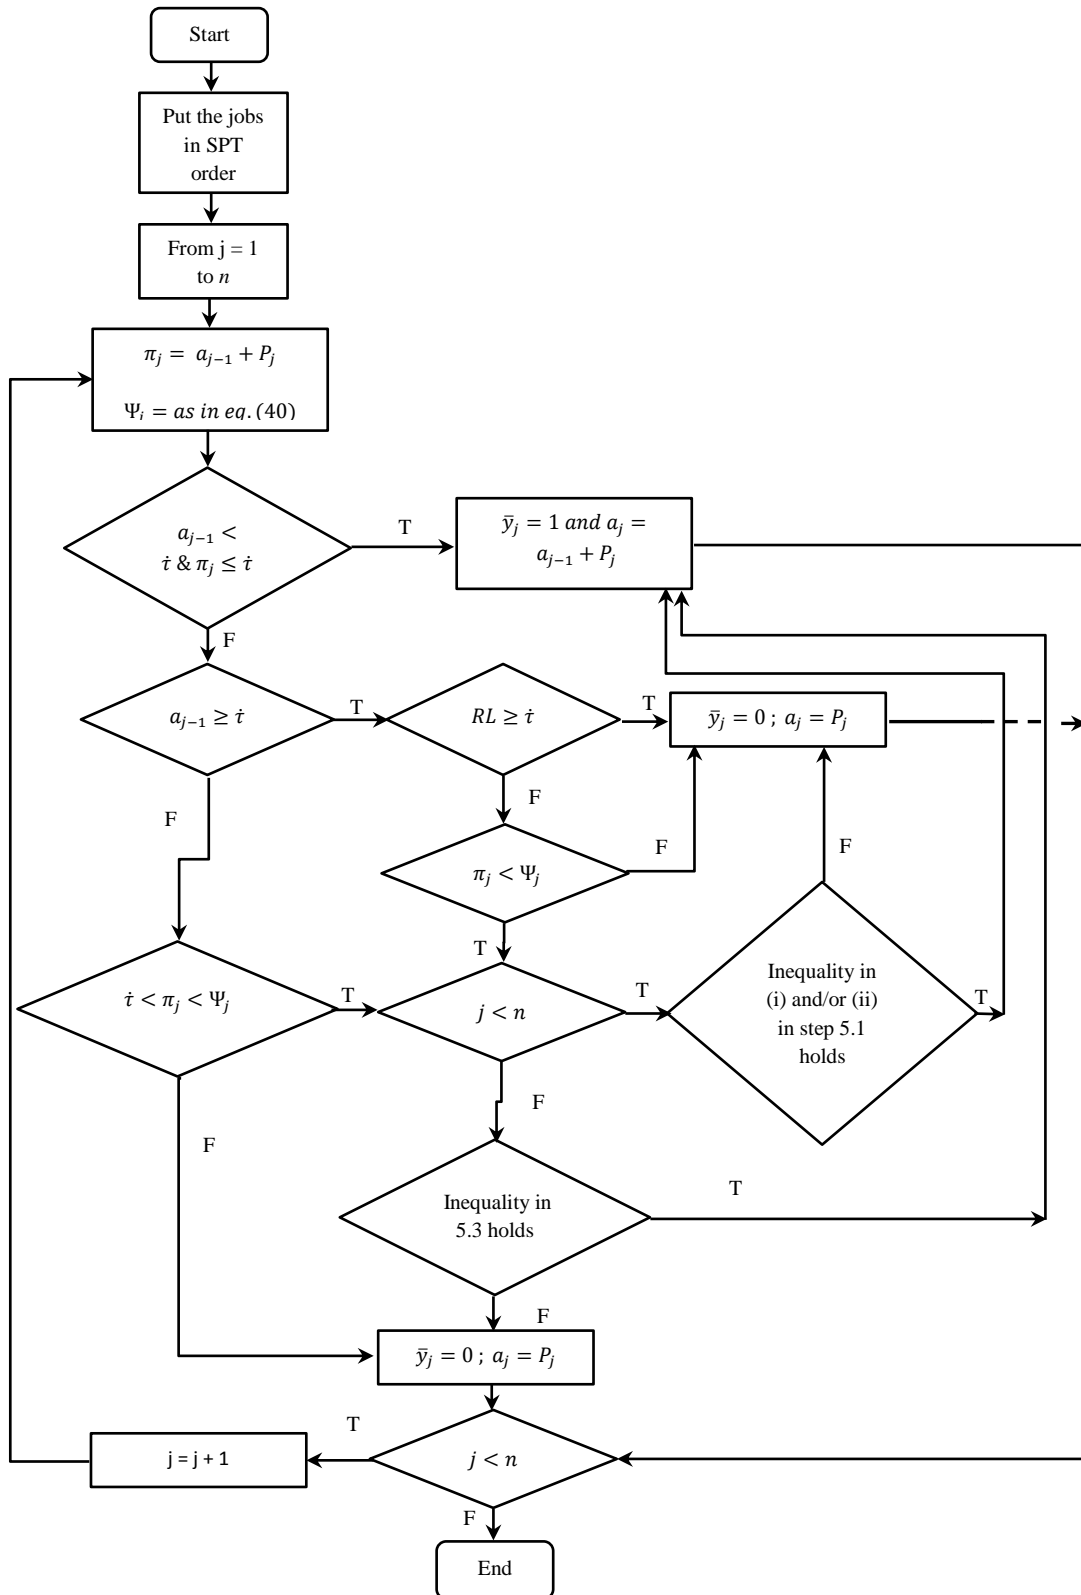 Start
Put the jobs
in SPT
order
From j = 1
to n
π_j = a_{j−1} + P_j
Ψ_j = as in eq. (40)
a_{j−1} <
τ̇ & π_j ≤ τ̇
T
ȳ_j = 1 and a_j =
a_{j−1} + P_j
F
a_{j−1} ≥ τ̇
T
RL ≥ τ̇
T
ȳ_j = 0 ; a_j = P_j
F
F
π_j < Ψ_j
F
F
T
τ̇ < π_j < Ψ_j
T
j < n
T
Inequality in
(i) and/or (ii)
in step 5.1
holds
T
F
F
Inequality in
5.3 holds
T
F
ȳ_j = 0 ; a_j = P_j
T
j = j + 1
j < n
F
End